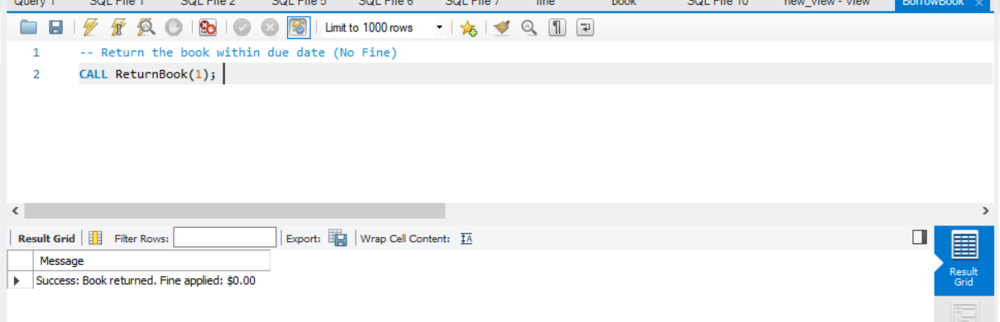 Query 1 SQL File 1 SQL File 2 SQL File 5 SQL File 6 SQL File 7 fine book SQL File 10 new_view - View BorrowBook
Limit to 1000 rows
1 -- Return the book within due date (No Fine)
2 CALL ReturnBook(1);
Result Grid Filter Rows: Export: Wrap Cell Content:
Message
Success: Book returned. Fine applied: $0.00
Result
Grid